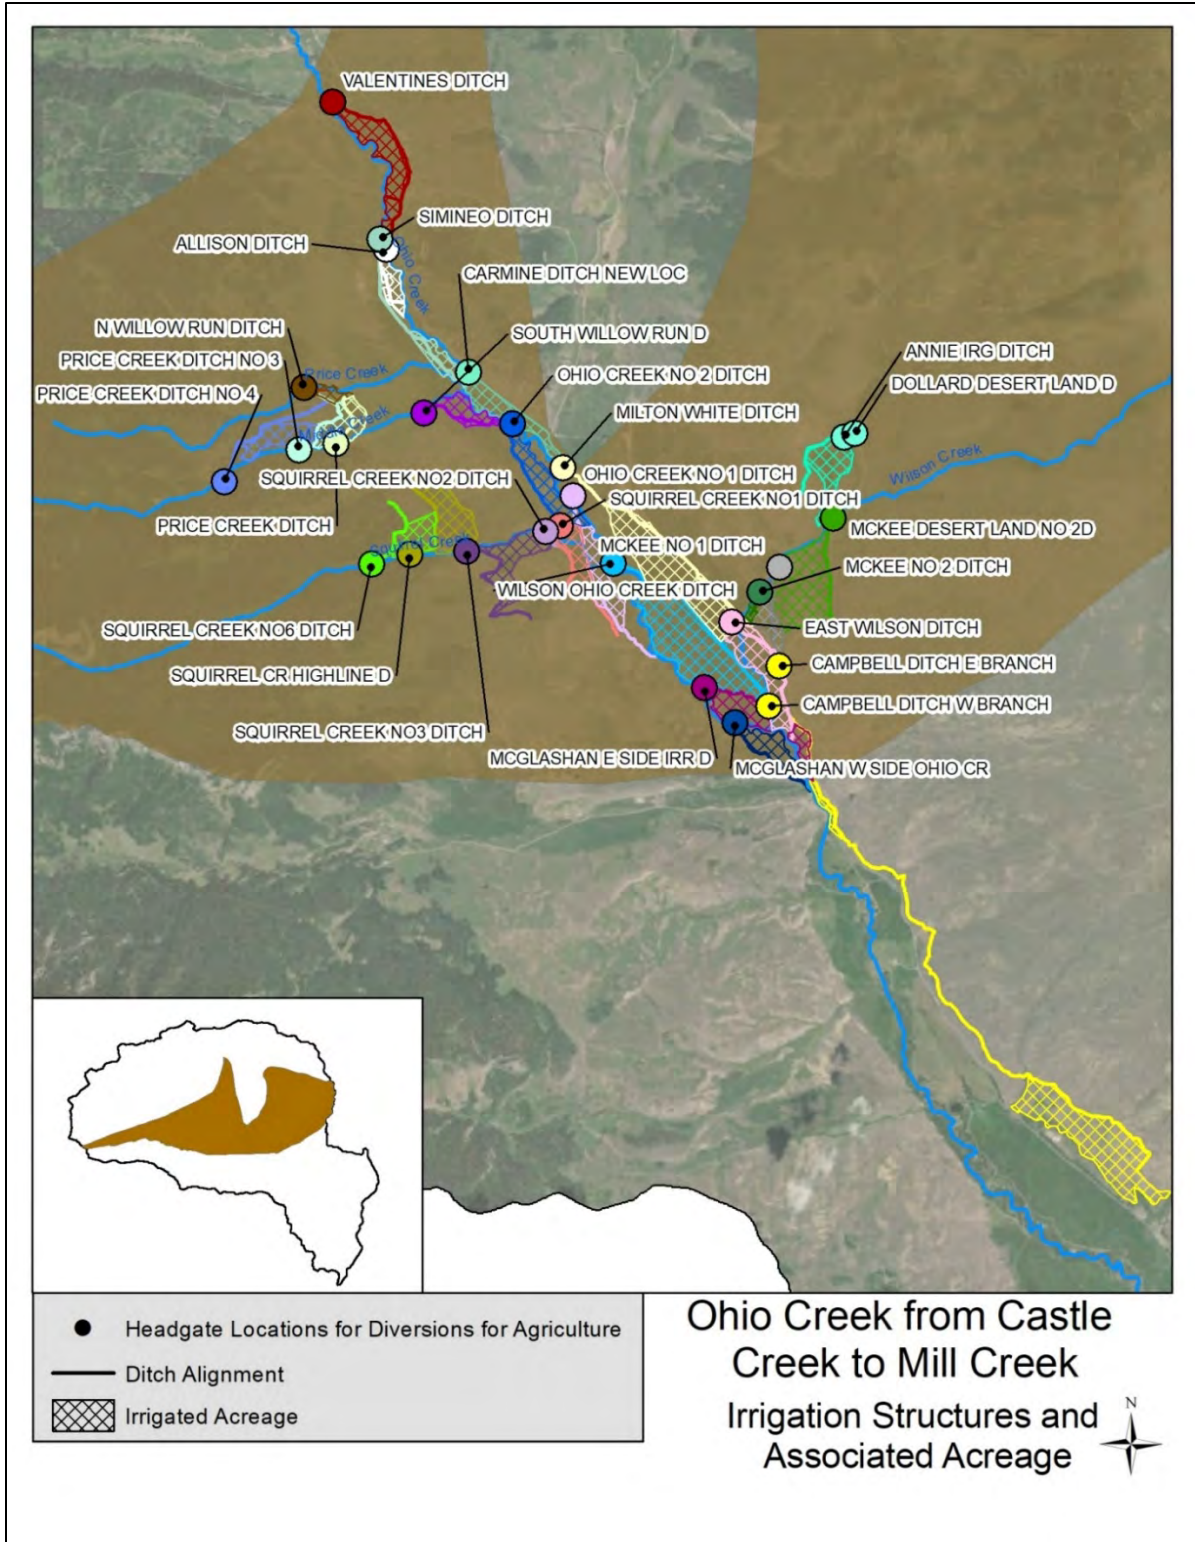 VALENTINES DITCH
SIMINEO DITCH
ALLISON DITCH
Ohio Creek
CARMINE DITCH NEW LOC
N WILLOW RUN DITCH
SOUTH WILLOW RUN D
PRICE CREEK DITCH NO 3
Price Creek
ANNIE IRG DITCH
OHIO CREEK NO 2 DITCH
DOLLARD DESERT LAND D
PRICE CREEK DITCH NO 4
MILTON WHITE DITCH
Creek
SQUIRREL CREEK NO2 DITCH
OHIO CREEK NO 1 DITCH
Wilson Creek
SQUIRREL CREEK NO1 DITCH
PRICE CREEK DITCH
MCKEE DESERT LAND NO 2D
Squirrel Creek
MCKEE NO 1 DITCH
MCKEE NO 2 DITCH
WILSON OHIO CREEK DITCH
SQUIRREL CREEK NO6 DITCH
EAST WILSON DITCH
CAMPBELL DITCH E BRANCH
SQUIRREL CR HIGHLINE D
CAMPBELL DITCH W BRANCH
SQUIRREL CREEK NO3 DITCH
MCGLASHAN E SIDE IRR D
MCGLASHAN W SIDE OHIO CR
Headgate Locations for Diversions for Agriculture
Ditch Alignment
Irrigated Acreage
Ohio Creek from Castle
Creek to Mill Creek
Irrigation Structures and
Associated Acreage
N